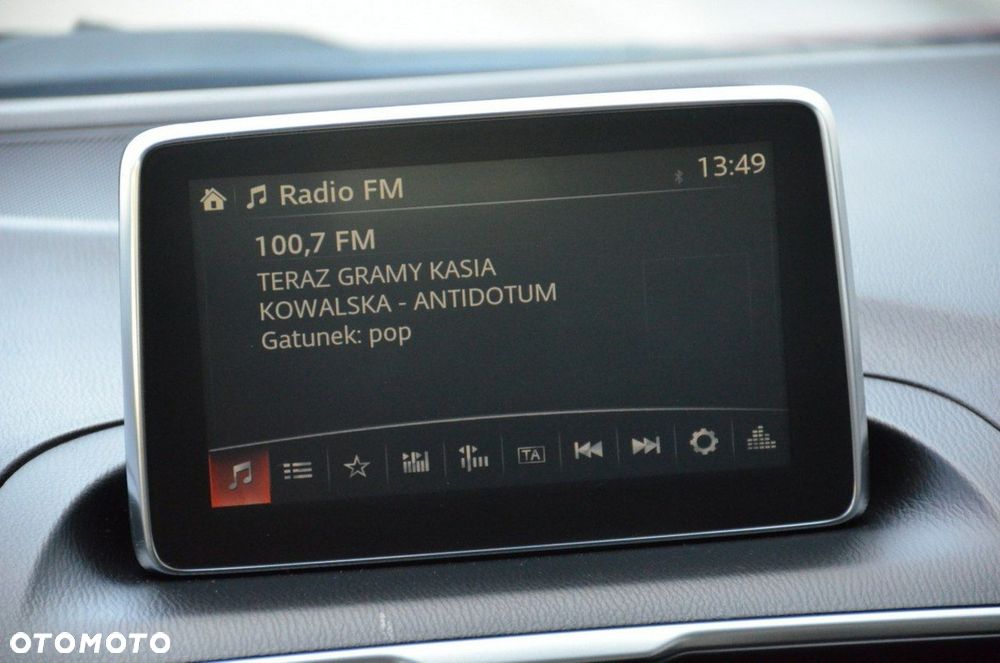 Radio FM
13:49
100,7 FM
TERAZ GRAMY KASIA
KOWALSKA - ANTIDOTUM
Gatunek: pop
TA
OTOMOTO